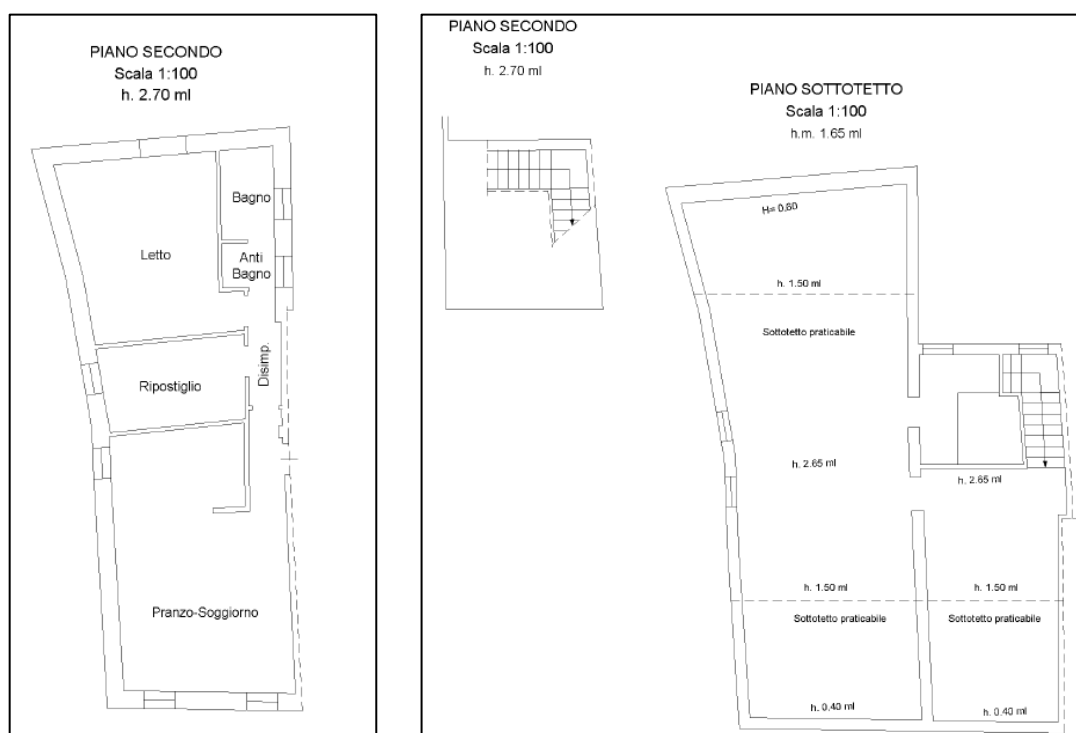 PIANO SECONDO
Scala 1:100
h. 2.70 ml
Bagno
Letto
Anti
Bagno
Disimp.
Ripostiglio
Pranzo-Soggiorno
PIANO SECONDO
Scala 1:100
h. 2.70 ml
PIANO SOTTOTETTO
Scala 1:100
h.m. 1.65 ml
H= 0.60
h. 1.50 ml
Sottotetto praticabile
h. 2.65 ml
h. 2.65 ml
h. 1.50 ml
h. 1.50 ml
Sottotetto praticabile
Sottotetto praticabile
h. 0.40 ml
h. 0.40 ml